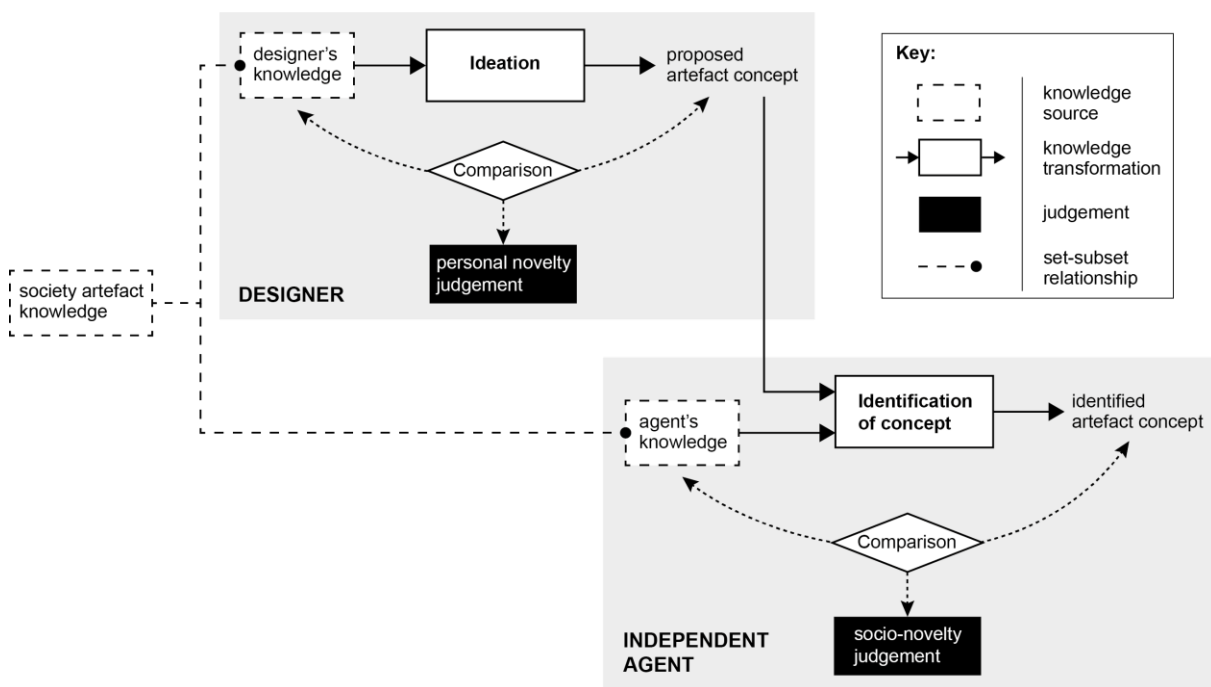 designer's
knowledge
Ideation
proposed
artefact concept
Comparison
personal novelty
judgement
DESIGNER
society artefact
knowledge
Key:
knowledge
source
knowledge
transformation
judgement
set-subset
relationship
agent's
knowledge
Identification
of concept
identified
artefact concept
Comparison
socio-novelty
judgement
INDEPENDENT
AGENT